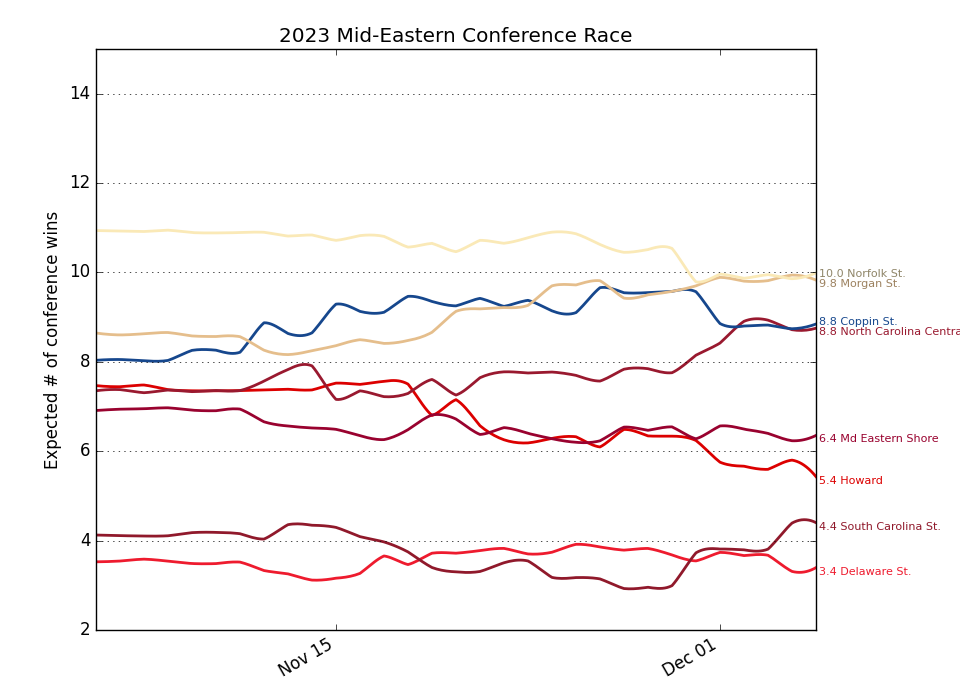 2023 Mid-Eastern Conference Race
Expected # of conference wins
14
12
10
8
6
4
2
Nov 15
Dec 01
10.0 Norfolk St.
9.8 Morgan St.
8.8 Coppin St.
8.8 North Carolina Centra
6.4 Md Eastern Shore
5.4 Howard
4.4 South Carolina St.
3.4 Delaware St.